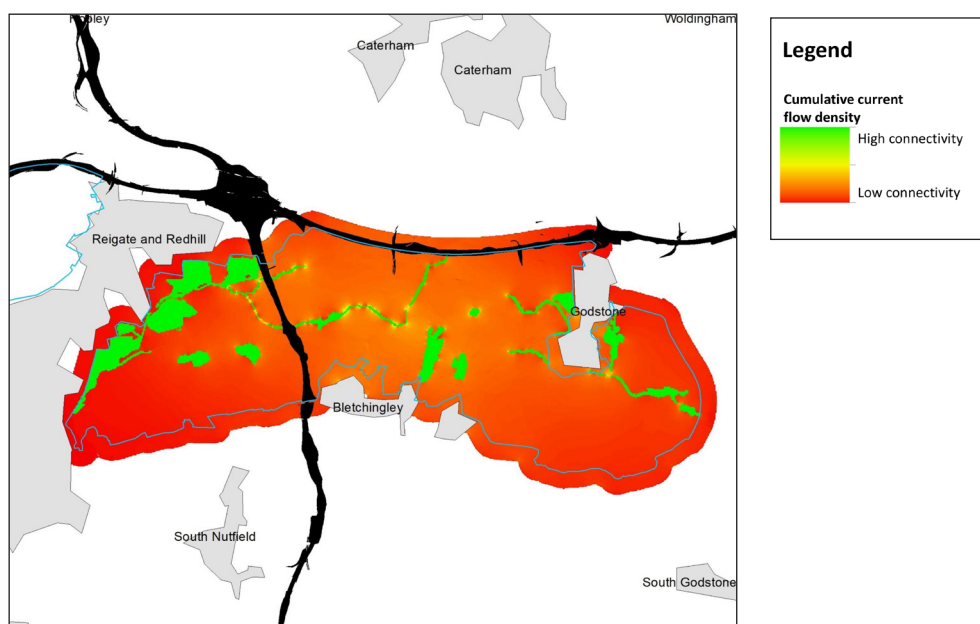 Woldingham
Caterham
Caterham
Reigate and Redhill
Godstone
Bletchingley
South Nutfield
South Godstone
Legend
Cumulative current
flow density
High connectivity
Low connectivity